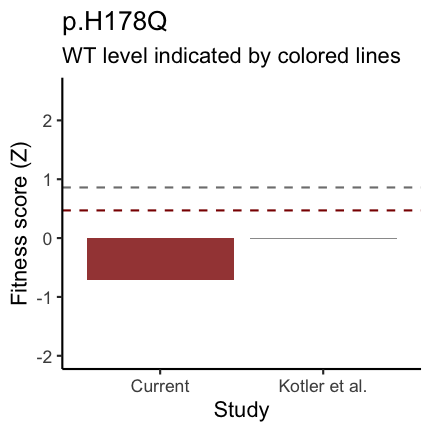 p.H178Q
WT level indicated by colored lines
Fitness score (Z)
2
1
0
-1
-2
Current
Kotler et al.
Study